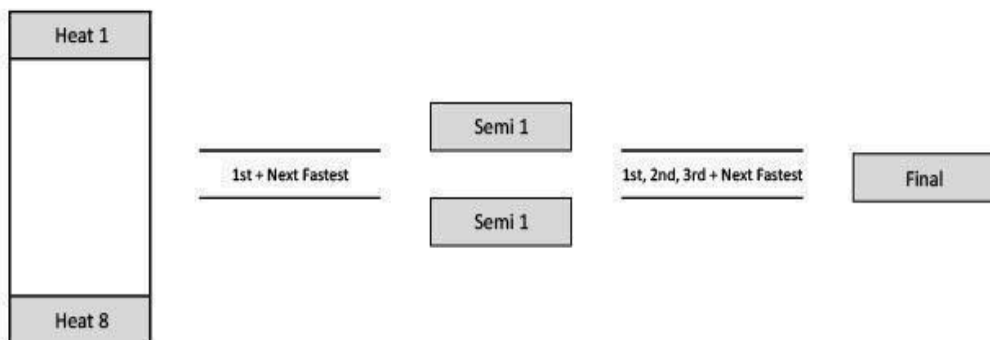 Heat 1
Heat 8
1st + Next Fastest
Semi 1
Semi 1
1st, 2nd, 3rd + Next Fastest
Final